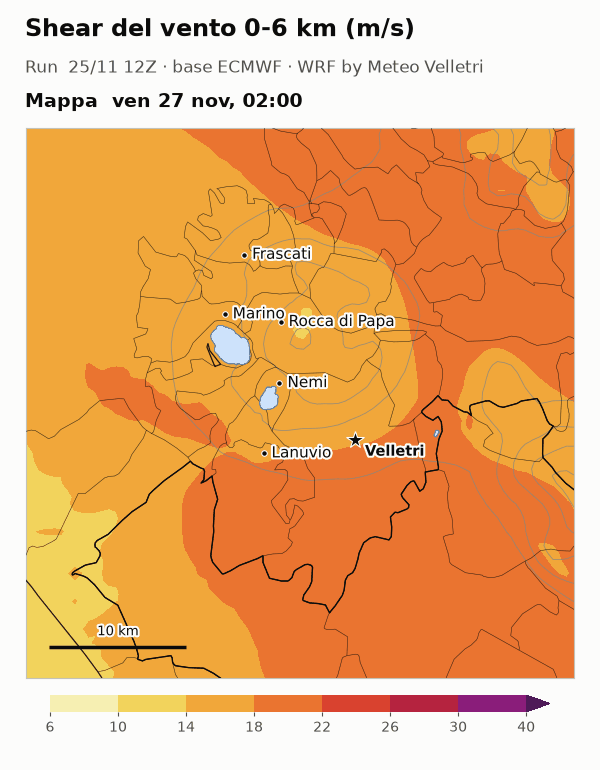 Shear del vento 0-6 km (m/s)
Run  25/11 12Z · base ECMWF · WRF by Meteo Velletri
Mappa  ven 27 nov, 02:00
Frascati
Marino
Rocca di Papa
Nemi
Velletri
Lanuvio
10 km
6 10 14 18 22 26 30 40